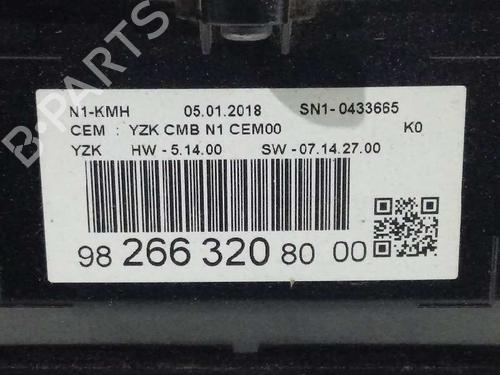 B-PARTS
N1-KMH 05.01.2018 SN1-0433665
CEM : YZK CMB N1 CEM00 K0
YZK HW - 5.14.00 SW - 07.14.27.00
98 266 320 80 00